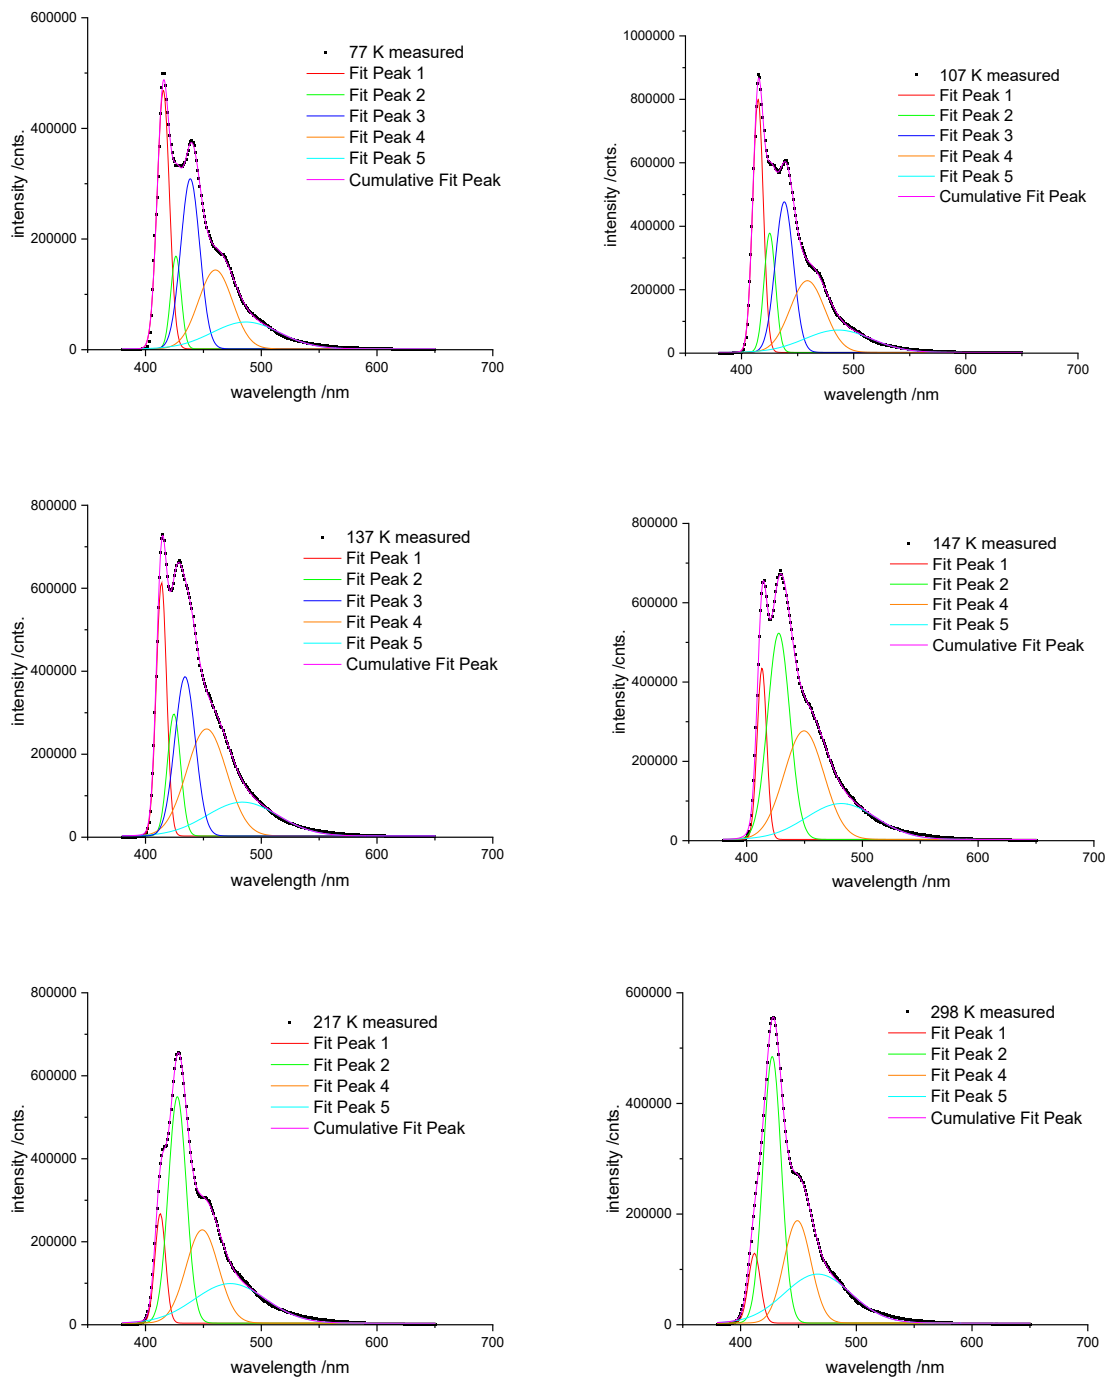 600000
400000
200000
0
400
500
600
700
intensity /cnts.
wavelength /nm
77 K measured
Fit Peak 1
Fit Peak 2
Fit Peak 3
Fit Peak 4
Fit Peak 5
Cumulative Fit Peak
1000000
800000
600000
400000
200000
0
400
500
600
700
intensity /cnts.
wavelength /nm
107 K measured
Fit Peak 1
Fit Peak 2
Fit Peak 3
Fit Peak 4
Fit Peak 5
Cumulative Fit Peak
800000
600000
400000
200000
0
400
500
600
700
intensity /cnts.
wavelength /nm
137 K measured
Fit Peak 1
Fit Peak 2
Fit Peak 3
Fit Peak 4
Fit Peak 5
Cumulative Fit Peak
800000
600000
400000
200000
0
400
500
600
700
intensity /cnts.
wavelength /nm
147 K measured
Fit Peak 1
Fit Peak 2
Fit Peak 4
Fit Peak 5
Cumulative Fit Peak
800000
600000
400000
200000
0
400
500
600
700
intensity /cnts.
wavelength /nm
217 K measured
Fit Peak 1
Fit Peak 2
Fit Peak 4
Fit Peak 5
Cumulative Fit Peak
600000
400000
200000
0
400
500
600
700
intensity /cnts.
wavelength /nm
298 K measured
Fit Peak 1
Fit Peak 2
Fit Peak 4
Fit Peak 5
Cumulative Fit Peak